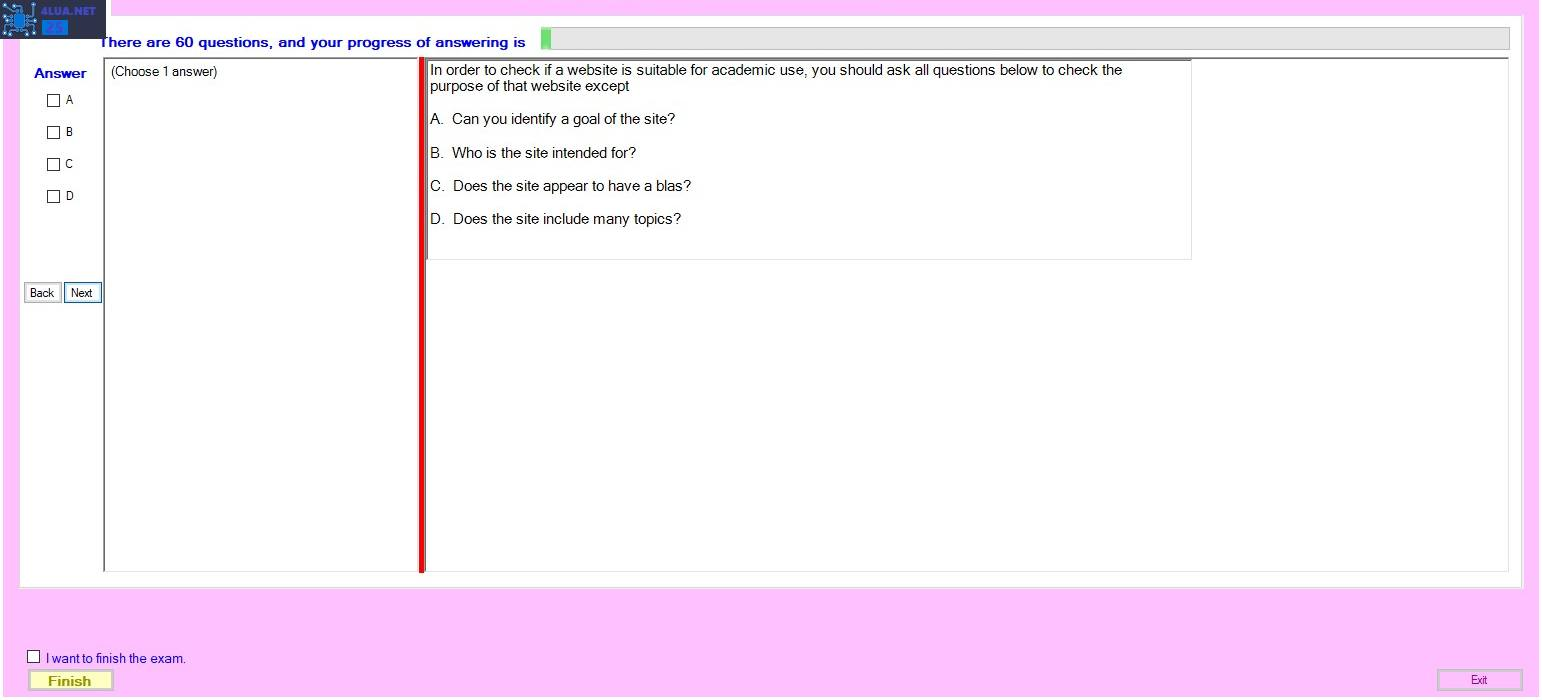 4LUA.NET
25
There are 60 questions, and your progress of answering is
Answer
(Choose 1 answer)
A
B
C
D
Back
Next
In order to check if a website is suitable for academic use, you should ask all questions below to check the
purpose of that website except
A. Can you identify a goal of the site?
B. Who is the site intended for?
C. Does the site appear to have a blas?
D. Does the site include many topics?
I want to finish the exam.
Finish
Exit